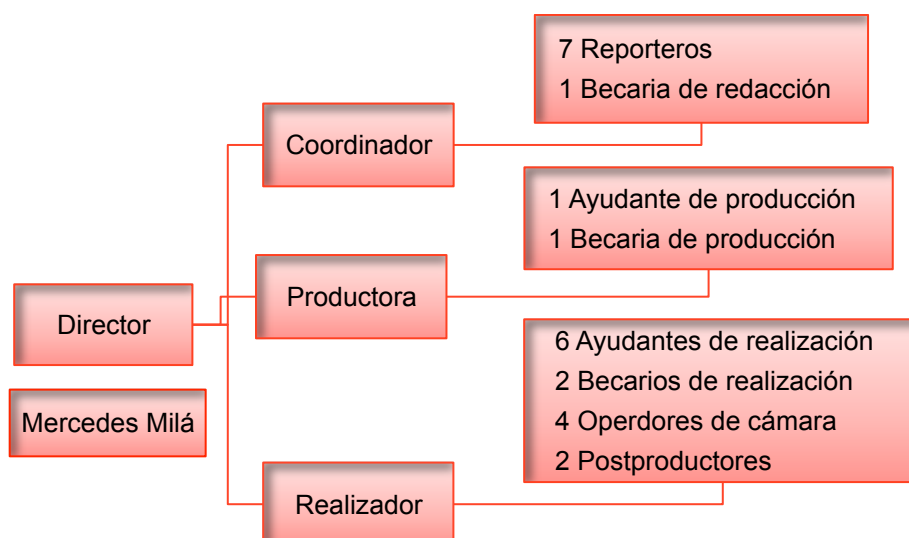 7 Reporteros
1 Becaria de redacción
Coordinador
1 Ayudante de producción
1 Becaria de producción
Productora
Director
6 Ayudantes de realización
2 Becarios de realización
4 Operdores de cámara
2 Postproductores
Mercedes Milá
Realizador